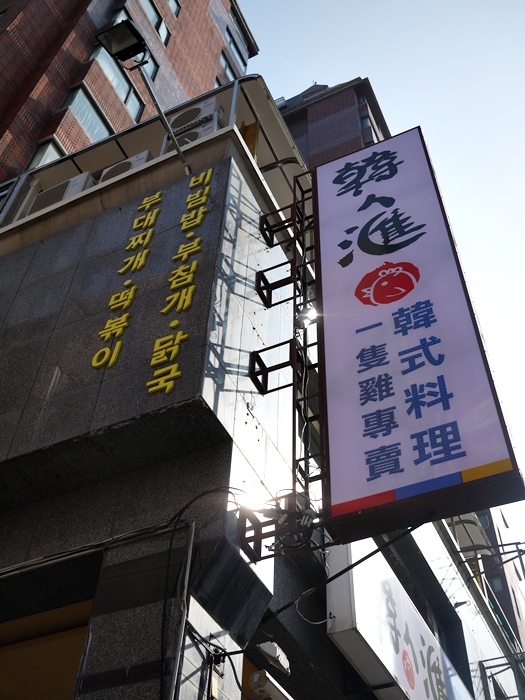 비빔밥·부침개·닭국
부대찌개·떡볶이
韓人匯
韓式料理
一隻雞專賣